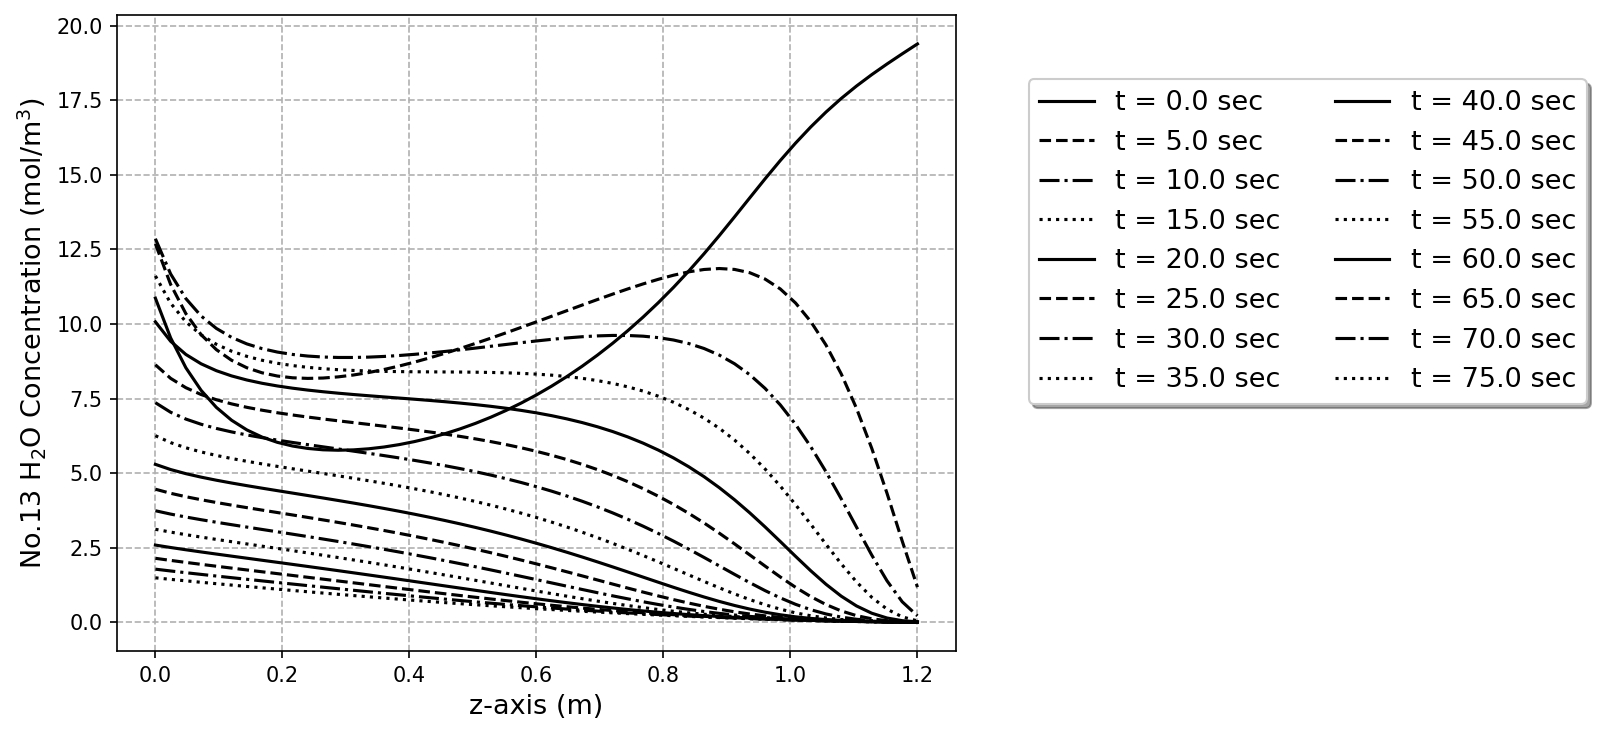 20.0
17.5
15.0
12.5
10.0
7.5
5.0
2.5
0.0
No.13 H₂O Concentration (mol/m³)
0.0 0.2 0.4 0.6 0.8 1.0 1.2
z-axis (m)
t = 0.0 sec
t = 5.0 sec
t = 10.0 sec
t = 15.0 sec
t = 20.0 sec
t = 25.0 sec
t = 30.0 sec
t = 35.0 sec
t = 40.0 sec
t = 45.0 sec
t = 50.0 sec
t = 55.0 sec
t = 60.0 sec
t = 65.0 sec
t = 70.0 sec
t = 75.0 sec